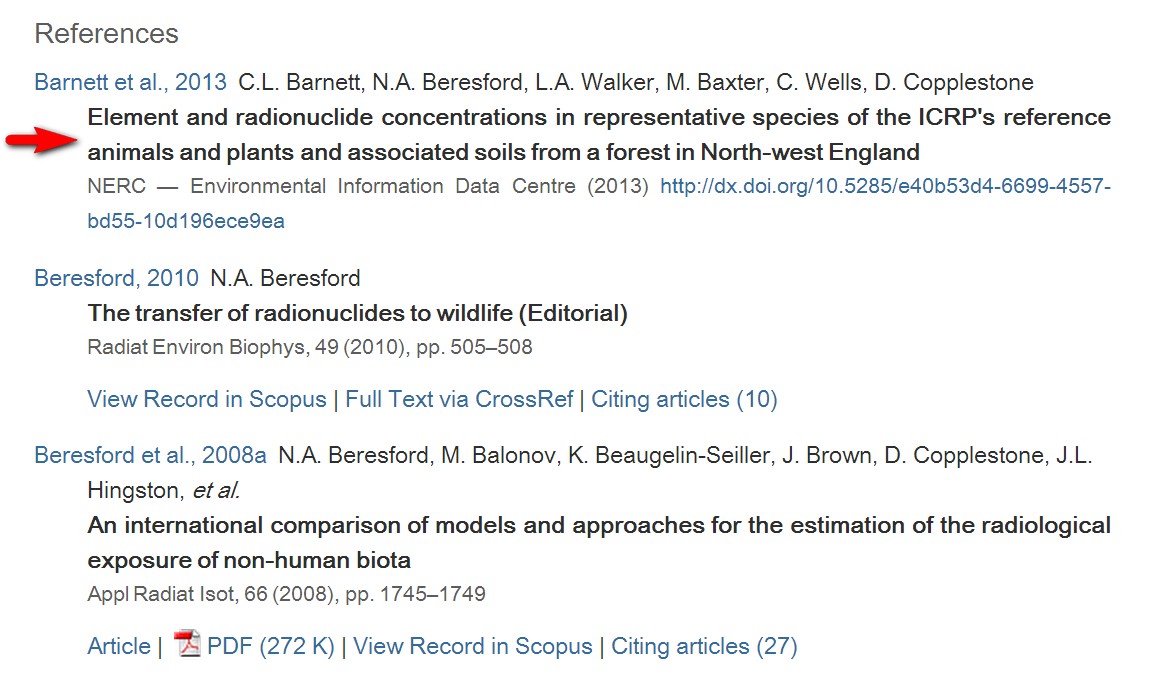 References
Barnett et al., 2013 C.L. Barnett, N.A. Beresford, L.A. Walker, M. Baxter, C. Wells, D. Copplestone
Element and radionuclide concentrations in representative species of the ICRP's reference
animals and plants and associated soils from a forest in North-west England
NERC — Environmental Information Data Centre (2013) http://dx.doi.org/10.5285/e40b53d4-6699-4557-
bd55-10d196ece9ea
Beresford, 2010 N.A. Beresford
The transfer of radionuclides to wildlife (Editorial)
Radiat Environ Biophys, 49 (2010), pp. 505–508
View Record in Scopus | Full Text via CrossRef | Citing articles (10)
Beresford et al., 2008a N.A. Beresford, M. Balonov, K. Beaugelin-Seiller, J. Brown, D. Copplestone, J.L.
Hingston, et al.
An international comparison of models and approaches for the estimation of the radiological
exposure of non-human biota
Appl Radiat Isot, 66 (2008), pp. 1745–1749
Article | PDF (272 K) | View Record in Scopus | Citing articles (27)